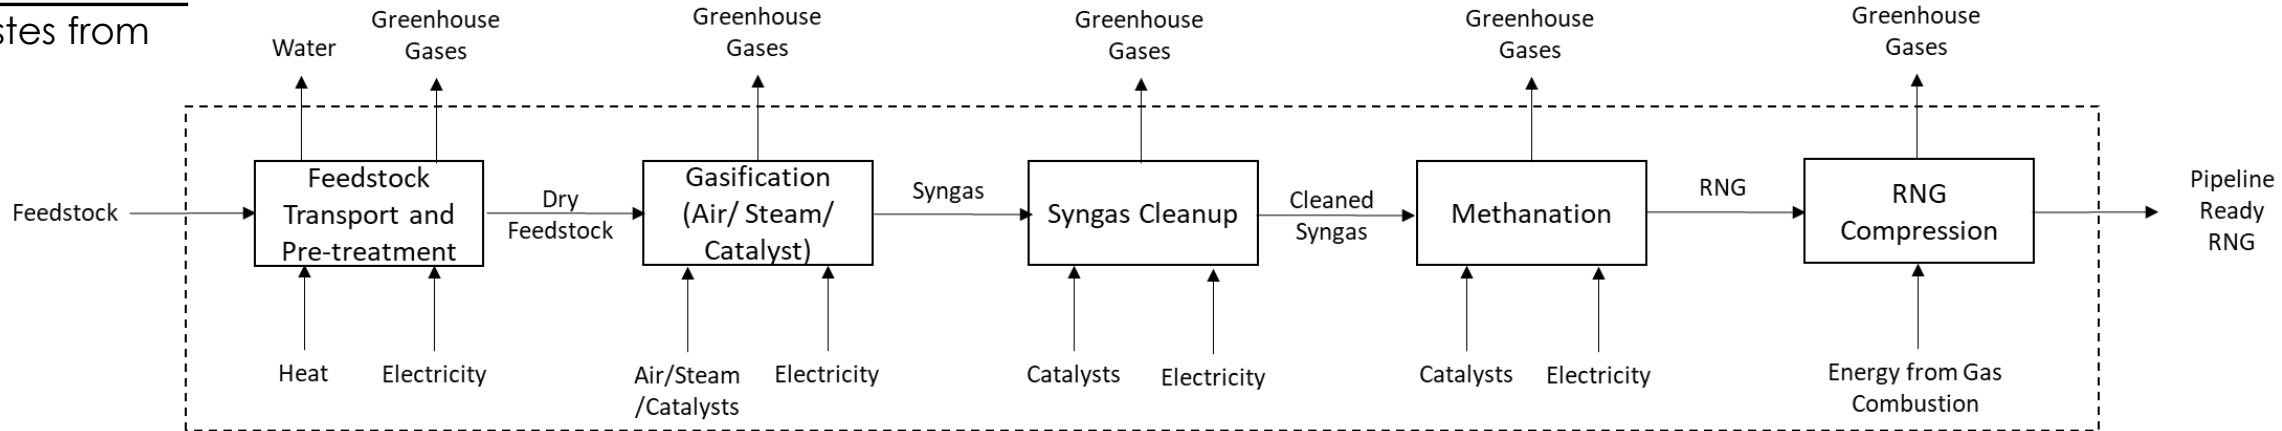 stes from
Water
Greenhouse
Gases
Greenhouse
Gases
Greenhouse
Gases
Greenhouse
Gases
Greenhouse
Gases
Feedstock
Feedstock
Transport and
Pre-treatment
Dry
Feedstock
Gasification
(Air/ Steam/
Catalyst)
Syngas
Syngas Cleanup
Cleaned
Syngas
Methanation
RNG
RNG
Compression
Pipeline
Ready
RNG
Heat
Electricity
Air/Steam
/Catalysts
Electricity
Catalysts
Electricity
Catalysts
Electricity
Energy from Gas
Combustion